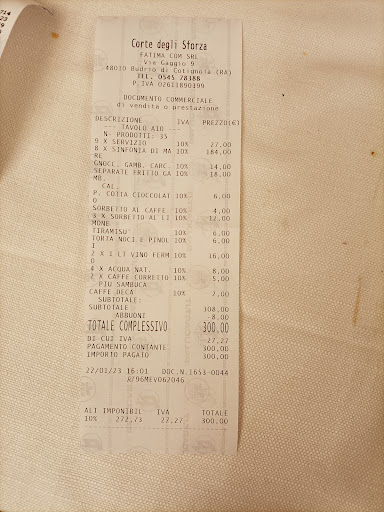 Corte degli Sforza
FATIMA COM SRL
Via Gaggio 9
48010 Budrio di Cotignola (RA)
TEL. 0545 78388
P.IVA 02611890399
DOCUMENTO COMMERCIALE
di vendita o prestazione
DESCRIZIONE IVA PREZZO(€)
--- TAVOLO A10 ---
N- PRODOTTI: 35
9 X SERVIZIO 10% 27,00
8 X SINFONIA DI MA 10% 184,00
RE
GNOCC. GAMB. CARC. 10% 14,00
SEPARATE FRITTO GA 10% 18,00
MB.
CAL.
P. COTTA CIOCCOLAT 10% 6,00
O
SORBETTO AL CAFFE 10% 4,00
3 X SORBETTO AL LI 10% 12,00
MONE
TIRAMISU' 10% 6,00
TORTA NOCI E PINOL 10% 6,00
I
2 X 1 LT VINO FERM 10% 16,00
O
4 X ACQUA NAT. 10% 8,00
2 X CAFFE CORRETTO 10% 5,00
PIU SAMBUCA
CAFFE DECA 10% 2,00
SUBTOTALE:
SUBTOTALE 308,00
ABBUONI -8,00
TOTALE COMPLESSIVO 300,00
DI CUI IVA 27,27
PAGAMENTO CONTANTE 300,00
IMPORTO PAGATO 300,00
22/01/23 16:01 DOC.N.1653-0044
RT96MEV062046
ALI IMPONIBIL IVA TOTALE
10% 272,73 27,27 300,00